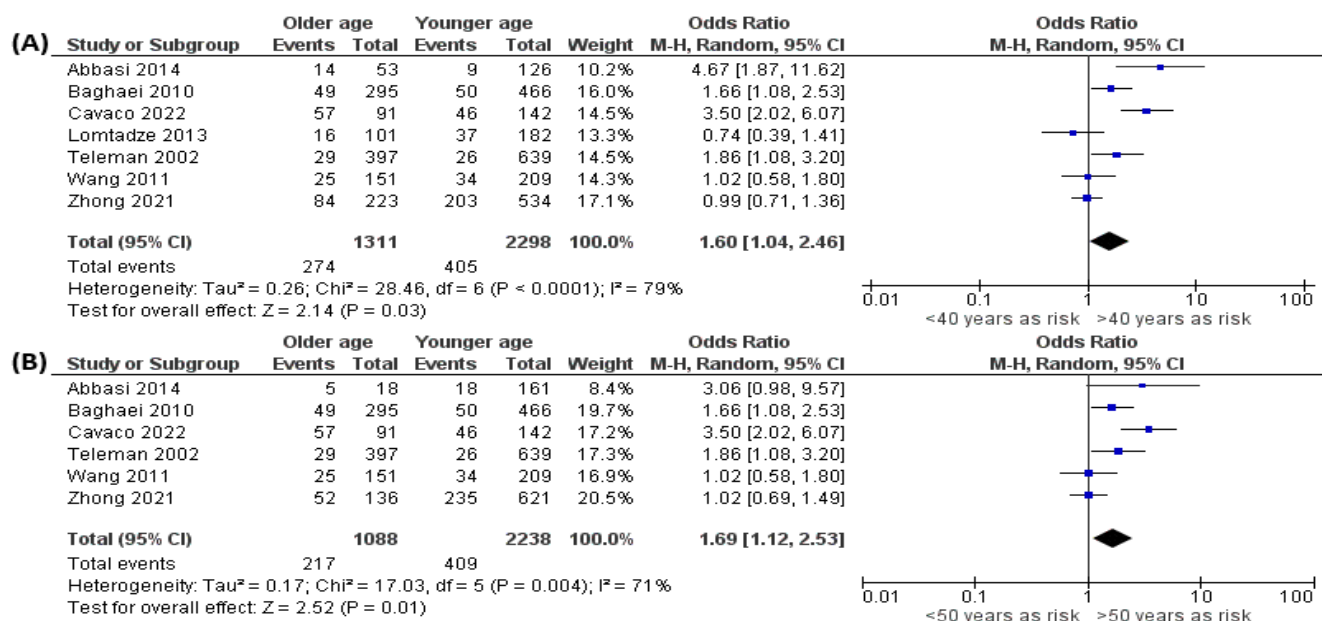 Older age Younger age Odds Ratio Odds Ratio
(A) Study or Subgroup Events Total Events Total Weight M-H, Random, 95% CI M-H, Random, 95% CI
Abbasi 2014 14 53 9 126 10.2% 4.67 [1.87, 11.62]
Baghaei 2010 49 295 50 466 16.0% 1.66 [1.08, 2.53]
Cavaco 2022 57 91 46 142 14.5% 3.50 [2.02, 6.07]
Lomtadze 2013 16 101 37 182 13.3% 0.74 [0.39, 1.41]
Teleman 2002 29 397 26 639 14.5% 1.86 [1.08, 3.20]
Wang 2011 25 151 34 209 14.3% 1.02 [0.58, 1.80]
Zhong 2021 84 223 203 534 17.1% 0.99 [0.71, 1.36]
Total (95% CI) 1311 2298 100.0% 1.60 [1.04, 2.46]
Total events 274 405
Heterogeneity: Tau² = 0.26; Chi² = 28.46, df = 6 (P < 0.0001); I² = 79%
Test for overall effect: Z = 2.14 (P = 0.03)
0.01 0.1 1 10 100
<40 years as risk >40 years as risk
Older age Younger age Odds Ratio Odds Ratio
(B) Study or Subgroup Events Total Events Total Weight M-H, Random, 95% CI M-H, Random, 95% CI
Abbasi 2014 5 18 18 161 8.4% 3.06 [0.98, 9.57]
Baghaei 2010 49 295 50 466 19.7% 1.66 [1.08, 2.53]
Cavaco 2022 57 91 46 142 17.2% 3.50 [2.02, 6.07]
Teleman 2002 29 397 26 639 17.3% 1.86 [1.08, 3.20]
Wang 2011 25 151 34 209 16.9% 1.02 [0.58, 1.80]
Zhong 2021 52 136 235 621 20.5% 1.02 [0.69, 1.49]
Total (95% CI) 1088 2238 100.0% 1.69 [1.12, 2.53]
Total events 217 409
Heterogeneity: Tau² = 0.17; Chi² = 17.03, df = 5 (P = 0.004); I² = 71%
Test for overall effect: Z = 2.52 (P = 0.01)
0.01 0.1 1 10 100
<50 years as risk >50 years as risk